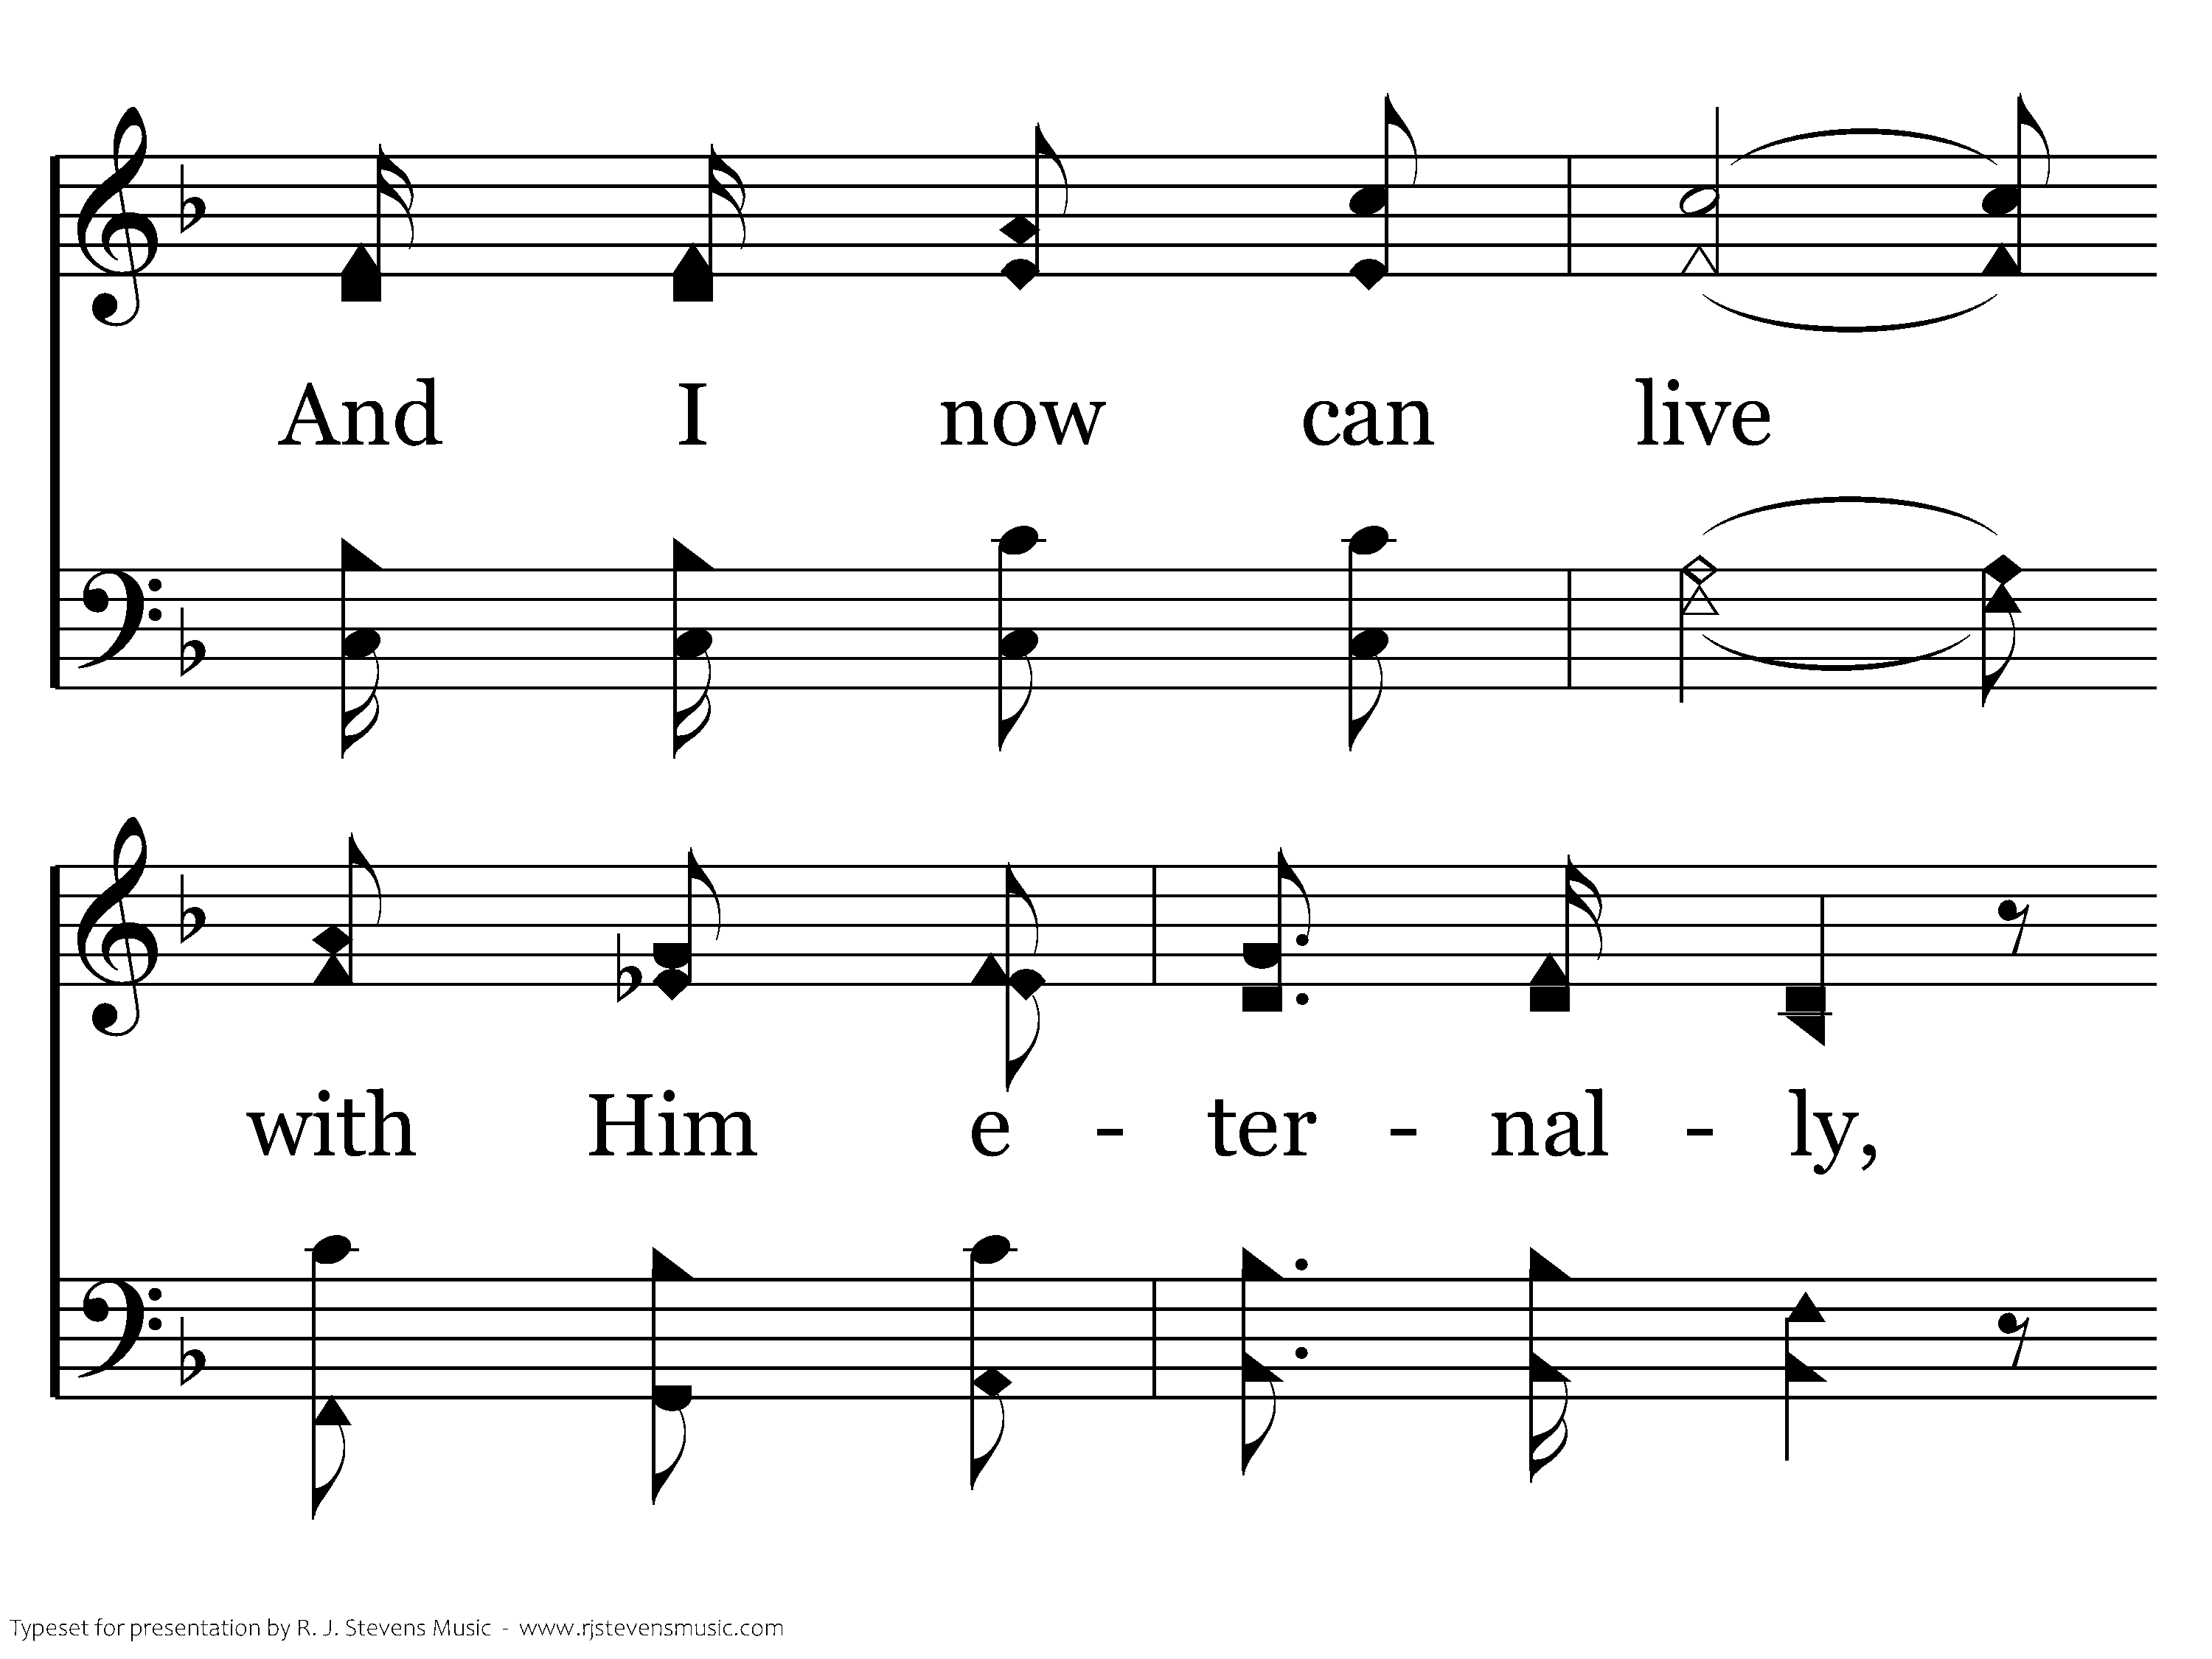 And I now can live
with Him e - ter - nal - ly,
Typeset for presentation by R. J. Stevens Music - www.rjstevensmusic.com